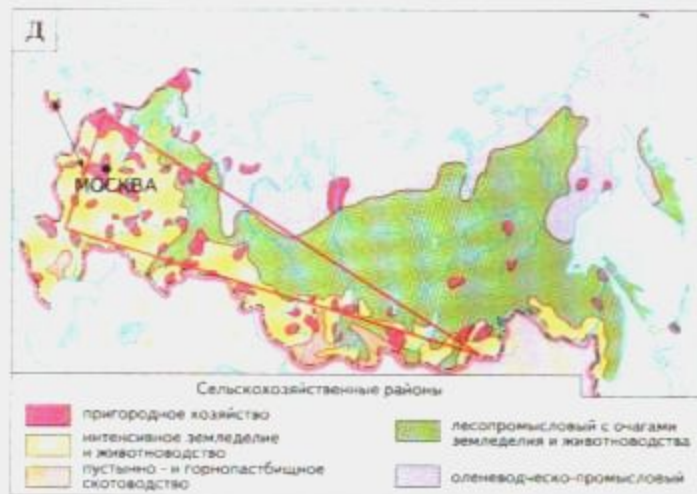 Д
МОСКВА
Сельскохозяйственные районы
пригородное хозяйство
интенсивное земледелие
и животноводство
пустынно - и горнопастбищное
скотоводство
лесопромысловый с очагами
земледелия и животноводства
оленеводческо-промысловый